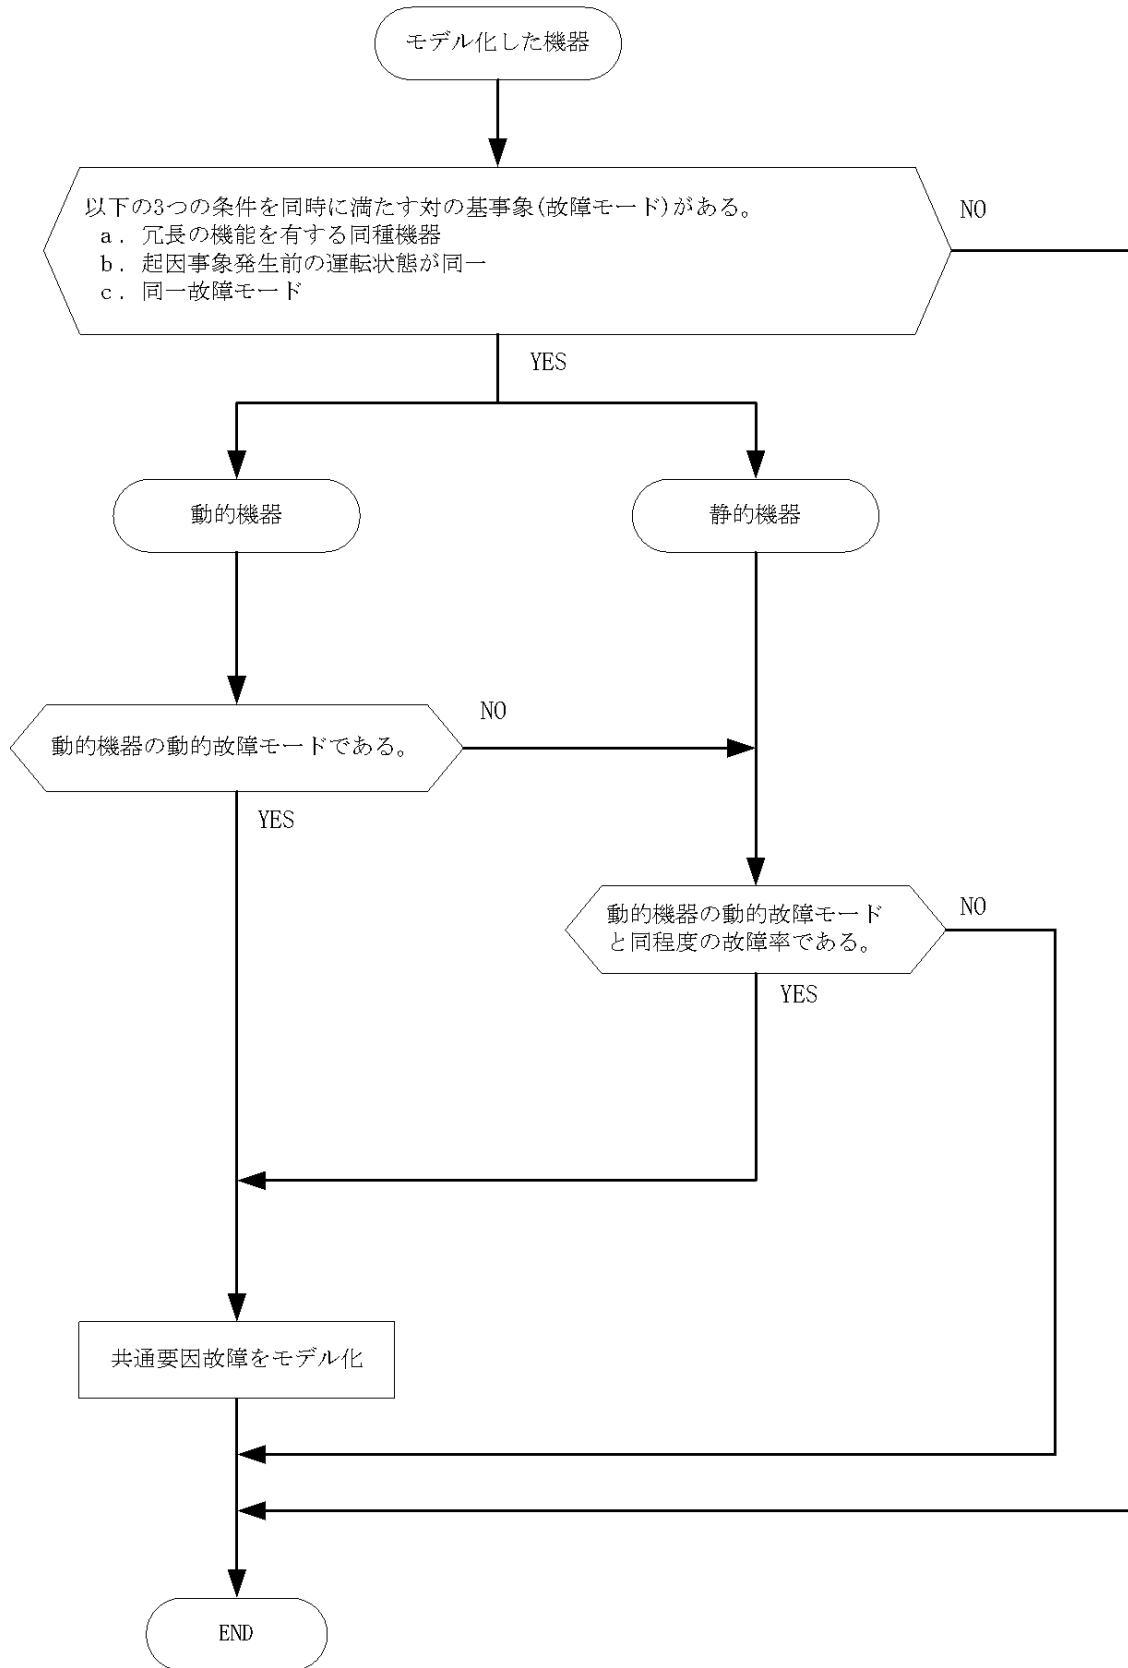 モデル化した機器
以下の3つの条件を同時に満たす対の基事象(故障モード)がある。
a. 冗長の機能を有する同種機器
b. 起因事象発生前の運転状態が同一
c. 同一故障モード
NO
YES
動的機器
静的機器
動的機器の動的故障モードである。
NO
YES
動的機器の動的故障モード
と同程度の故障率である。
NO
YES
共通要因故障をモデル化
END